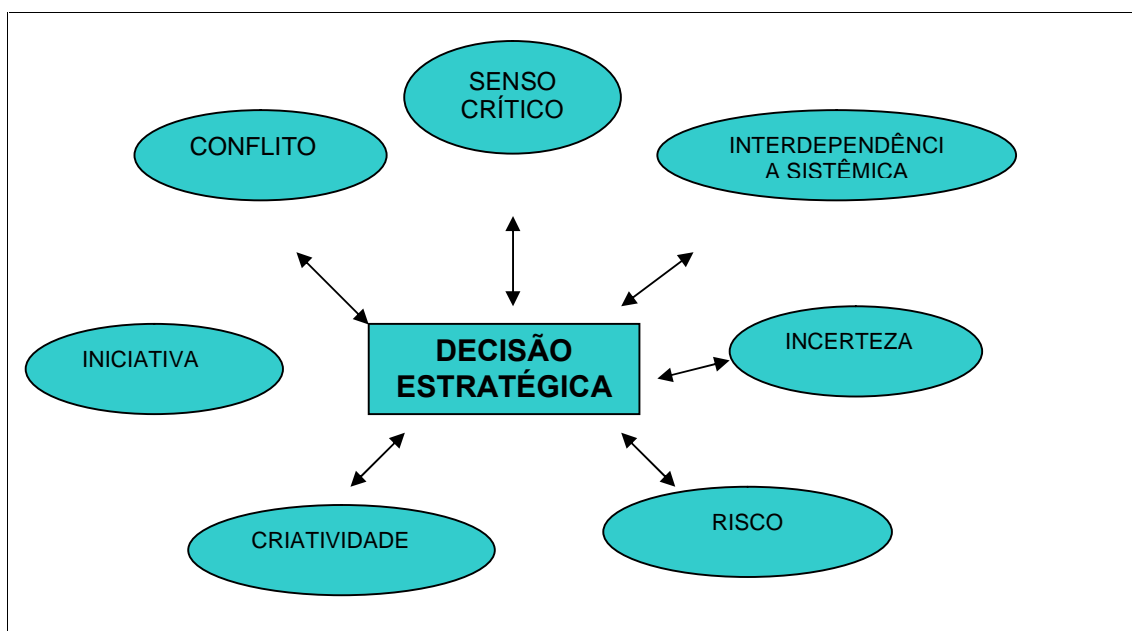 SENSO
CRÍTICO
CONFLITO
INTERDEPENDÊNCI
A SISTÊMICA
INICIATIVA
DECISÃO
ESTRATÉGICA
INCERTEZA
CRIATIVIDADE
RISCO